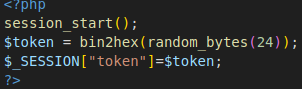 <?php
session_start();
$token = bin2hex(random_bytes(24));
$_SESSION["token"]=$token;
?>